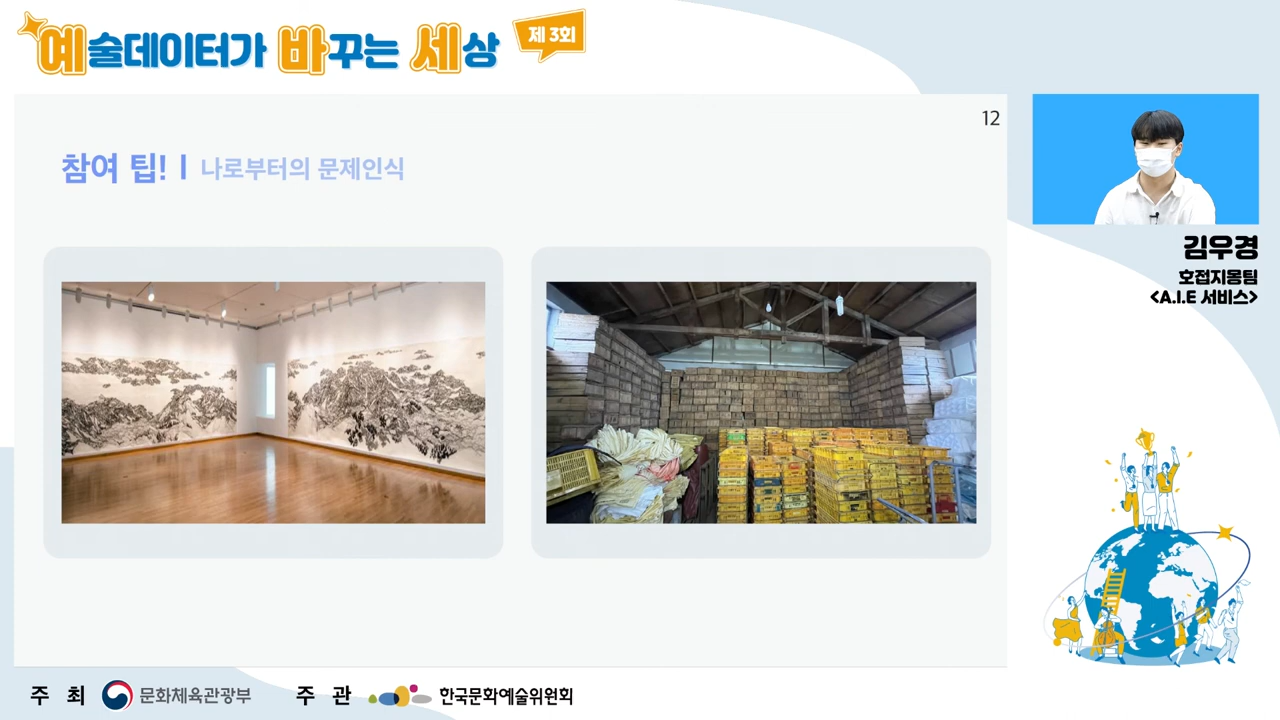 예술데이터가 바꾸는 세상 제 3회
12
참여 팁! | 나로부터의 문제인식
김우경
호접지몽팀
<A.I.E 서비스>
주 최 문화체육관광부 주 관 한국문화예술위원회